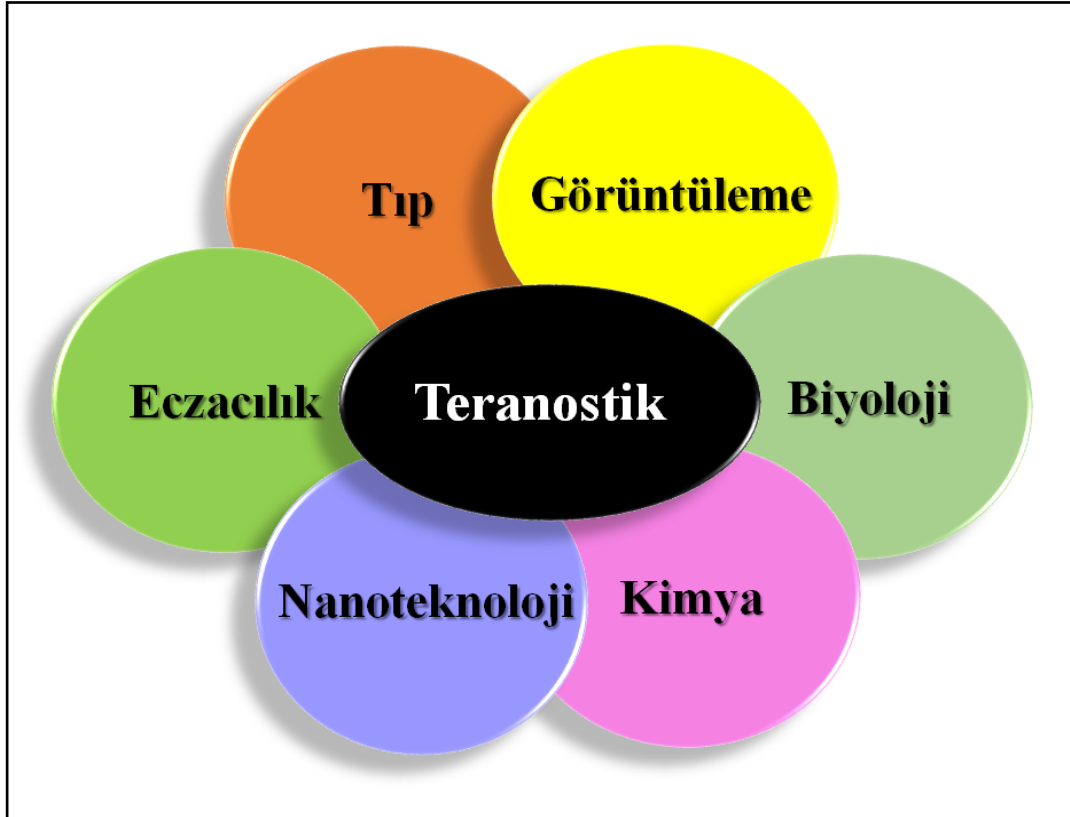 Tıp
Görüntüleme
Eczacılık
Teranostik
Biyoloji
Nanoteknoloji
Kimya